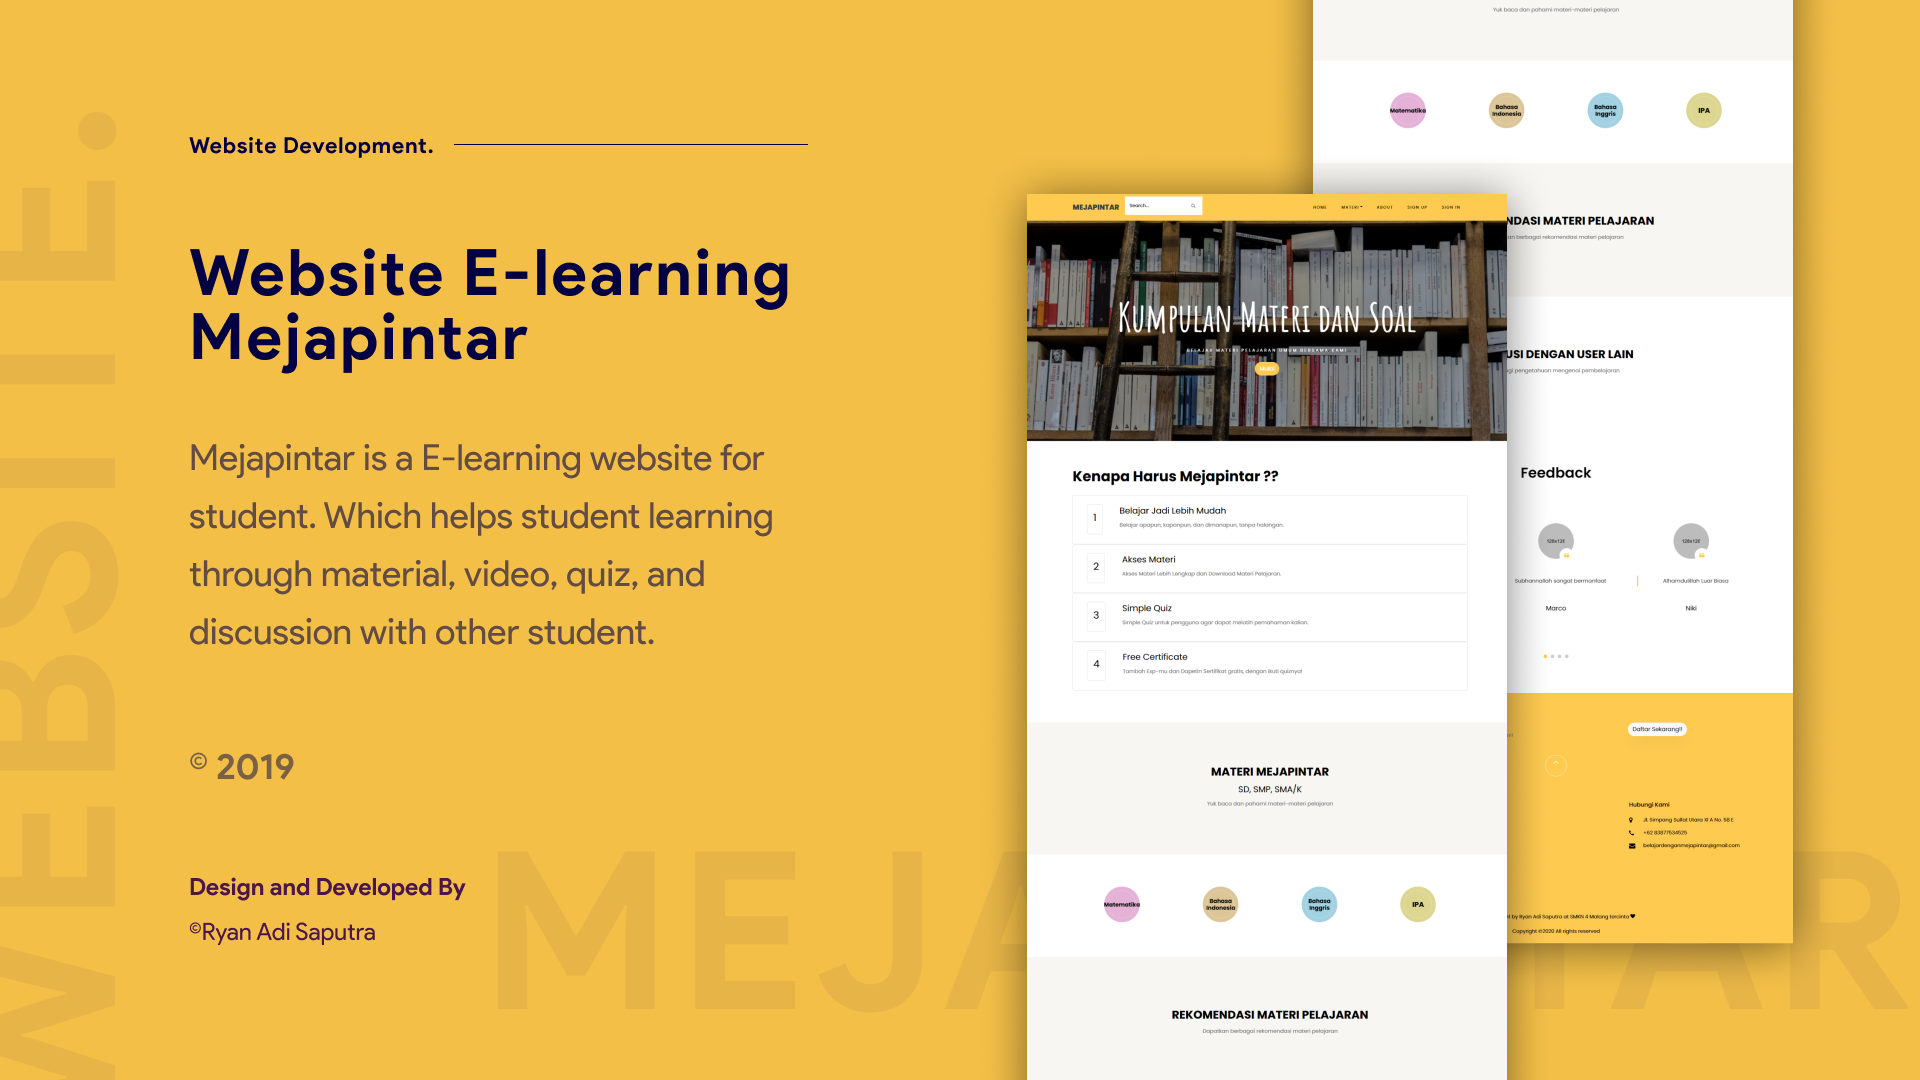 WEBSITE.
Website Development.
Website E-learning
Mejapintar
Mejapintar is a E-learning website for
student. Which helps student learning
through material, video, quiz, and
discussion with other student.
© 2019
Design and Developed By
©Ryan Adi Saputra
MEJA
TAR
MEJAPINTAR
Search...
HOME
MATERI
ABOUT
SIGN UP
SIGN IN
KUMPULAN MATERI DAN SOAL
BELAJAR MATERI PELAJARAN UMUM BERSAMA KAMI
Mulai
Kenapa Harus Mejapintar ??
1
Belajar Jadi Lebih Mudah
Belajar apapun, kapanpun, dan dimanapun, tanpa halangan.
2
Akses Materi
Akses Materi Lebih Lengkap dan Download Materi Pelajaran.
3
Simple Quiz
Simple Quiz untuk pengguna agar dapat melatih pemahaman kalian.
4
Free Certificate
Tambah Exp-mu dan Dapetin Sertifikat gratis, dengan ikuti quiznya!
MATERI MEJAPINTAR
SD, SMP, SMA/K
Yuk baca dan pahami materi-materi pelajaran
Matematika
Bahasa
Indonesia
Bahasa
Inggris
IPA
REKOMENDASI MATERI PELAJARAN
Dapatkan berbagai rekomendasi materi pelajaran
Yuk baca dan pahami materi-materi pelajaran
Matematika
Bahasa
Indonesia
Bahasa
Inggris
IPA
NDASI MATERI PELAJARAN
an berbagai rekomendasi materi pelajaran
USI DENGAN USER LAIN
gi pengetahuan mengenai pembelajaran
Feedback
128x128
128x128
Subhanallah sangat bermanfaat
Alhamdulillah Luar Biasa
Marco
Niki
Daftar Sekarang!!
Hubungi Kami
Jl. Simpang Sulfat Utara XI A No. 58 E.
+62 83877534525
belajardenganmejapintar@gmail.com
by Ryan Adi Saputra at SMKN 4 Malang tercinta
Copyright ©2020 All rights reserved